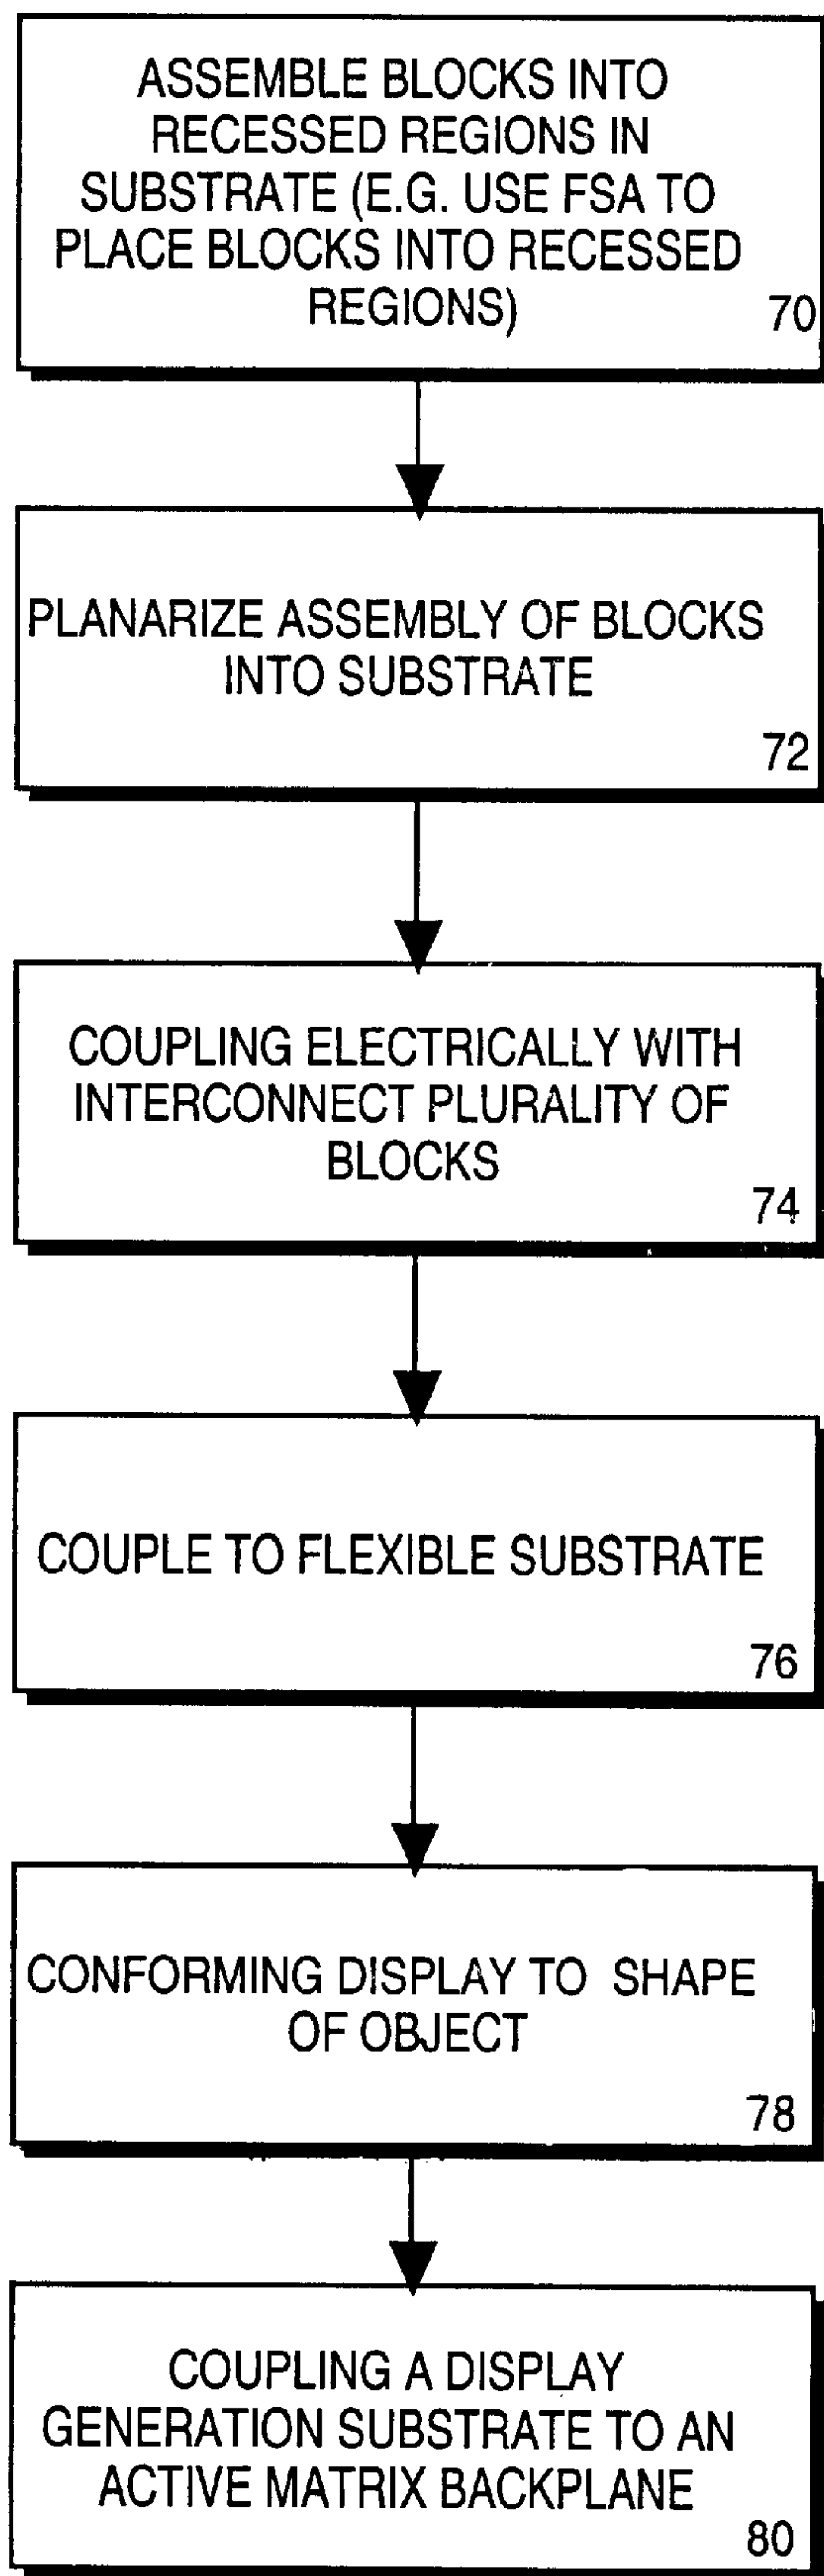 ASSEMBLE BLOCKS INTO
RECESSED REGIONS IN
SUBSTRATE (E.G. USE FSA TO
PLACE BLOCKS INTO RECESSED
REGIONS)
70
PLANARIZE ASSEMBLY OF BLOCKS
INTO SUBSTRATE
72
COUPLING ELECTRICALLY WITH
INTERCONNECT PLURALITY OF
BLOCKS
74
COUPLE TO FLEXIBLE SUBSTRATE
76
CONFORMING DISPLAY TO SHAPE
OF OBJECT
78
COUPLING A DISPLAY
GENERATION SUBSTRATE TO AN
ACTIVE MATRIX BACKPLANE
80